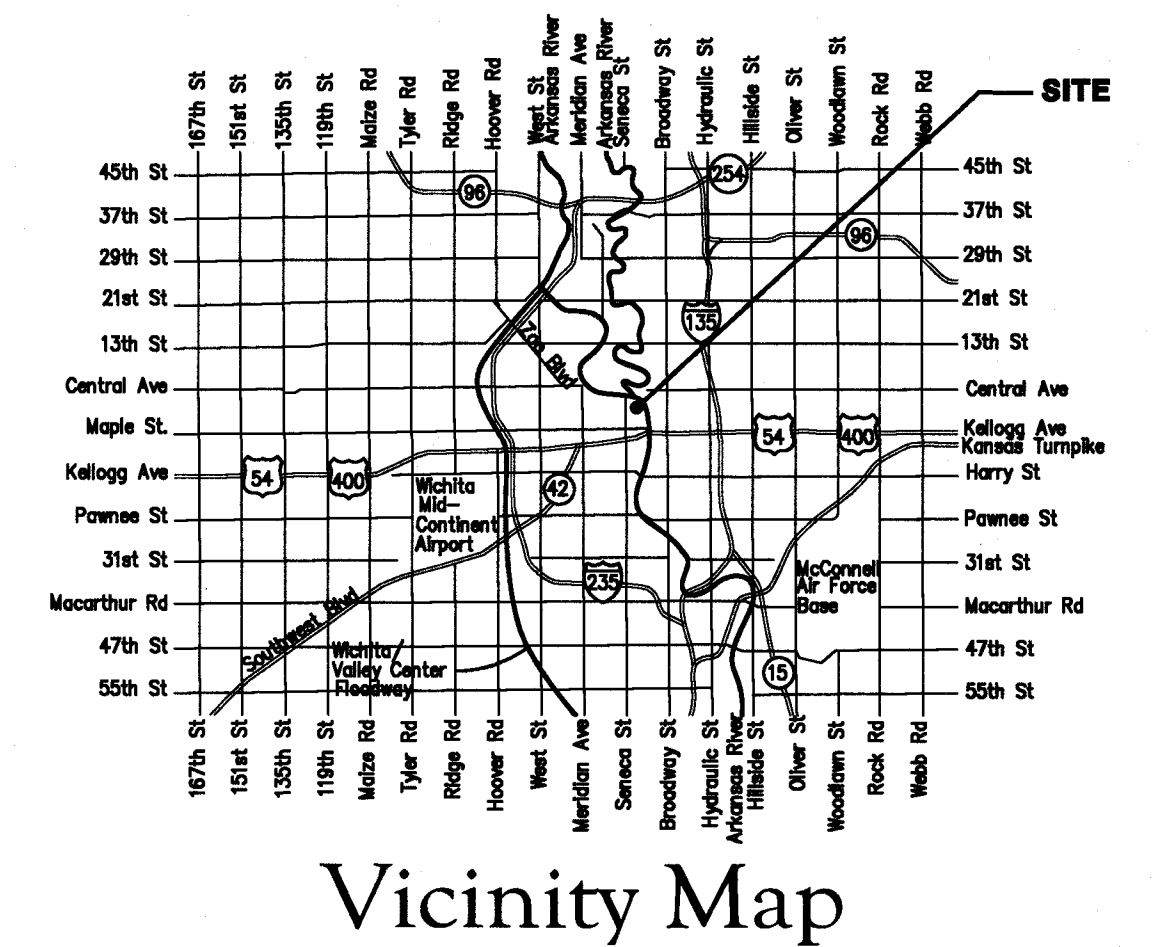 167th St
151st St
135th St
119th St
Maize Rd
Tyler Rd
Ridge Rd
Hoover Rd
West St
Arkansas River
Meridian Ave
Arkansas River
Seneca St
Broadway St
Hydraulic St
Hillside St
Oliver St
Woodlawn St
Rock Rd
Webb Rd
SITE
45th St
37th St
29th St
21st St
13th St
Central Ave
Maple St.
Kellogg Ave
Pawnee St
31st St
Macarthur Rd
47th St
55th St
96
254
96
135
Zoo Blvd
54
400
54
400
42
235
15
Wichita
Mid-
Continent
Airport
McConnell
Air Force
Base
Southwest Blvd
Wichita/
Valley Center
Floodway
45th St
37th St
29th St
21st St
13th St
Central Ave
Kellogg Ave
Kansas Turnpike
Harry St
Pawnee St
31st St
Macarthur Rd
47th St
55th St
167th St
151st St
135th St
119th St
Maize Rd
Tyler Rd
Ridge Rd
Hoover Rd
West St
Meridian Ave
Seneca St
Broadway St
Hydraulic St
Arkansas River
Hillside St
Oliver St
Woodlawn St
Rock Rd
Webb Rd
Vicinity Map